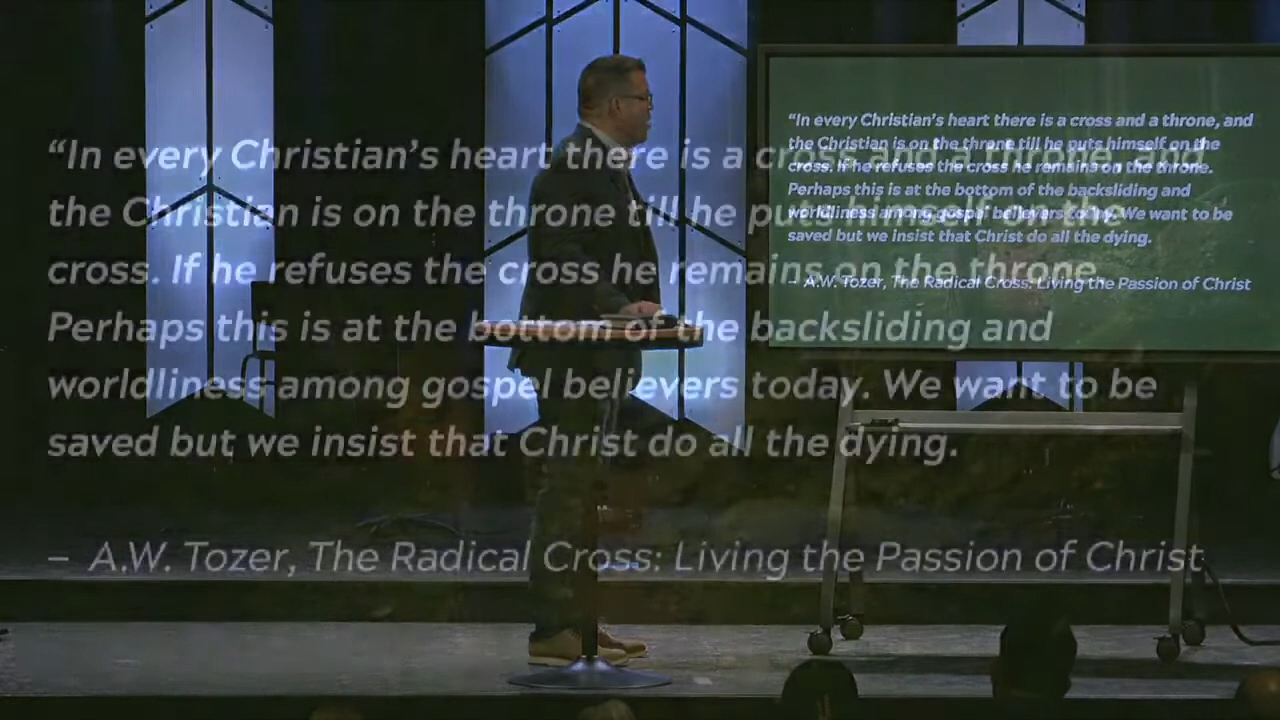 “In every Christian’s heart there is a cross and a throne, and
the Christian is on the throne till he puts himself on the
cross. If he refuses the cross he remains on the throne.
Perhaps this is at the bottom of the backsliding and
worldliness among gospel believers today. We want to be
saved but we insist that Christ do all the dying.
– A.W. Tozer, The Radical Cross: Living the Passion of Christ
“In every Christian’s heart there is a cross and a throne, and
the Christian is on the throne till he puts himself on the
cross. If he refuses the cross he remains on the throne.
Perhaps this is at the bottom of the backsliding and
worldliness among gospel believers today. We want to be
saved but we insist that Christ do all the dying.
– A.W. Tozer, The Radical Cross: Living the Passion of Christ